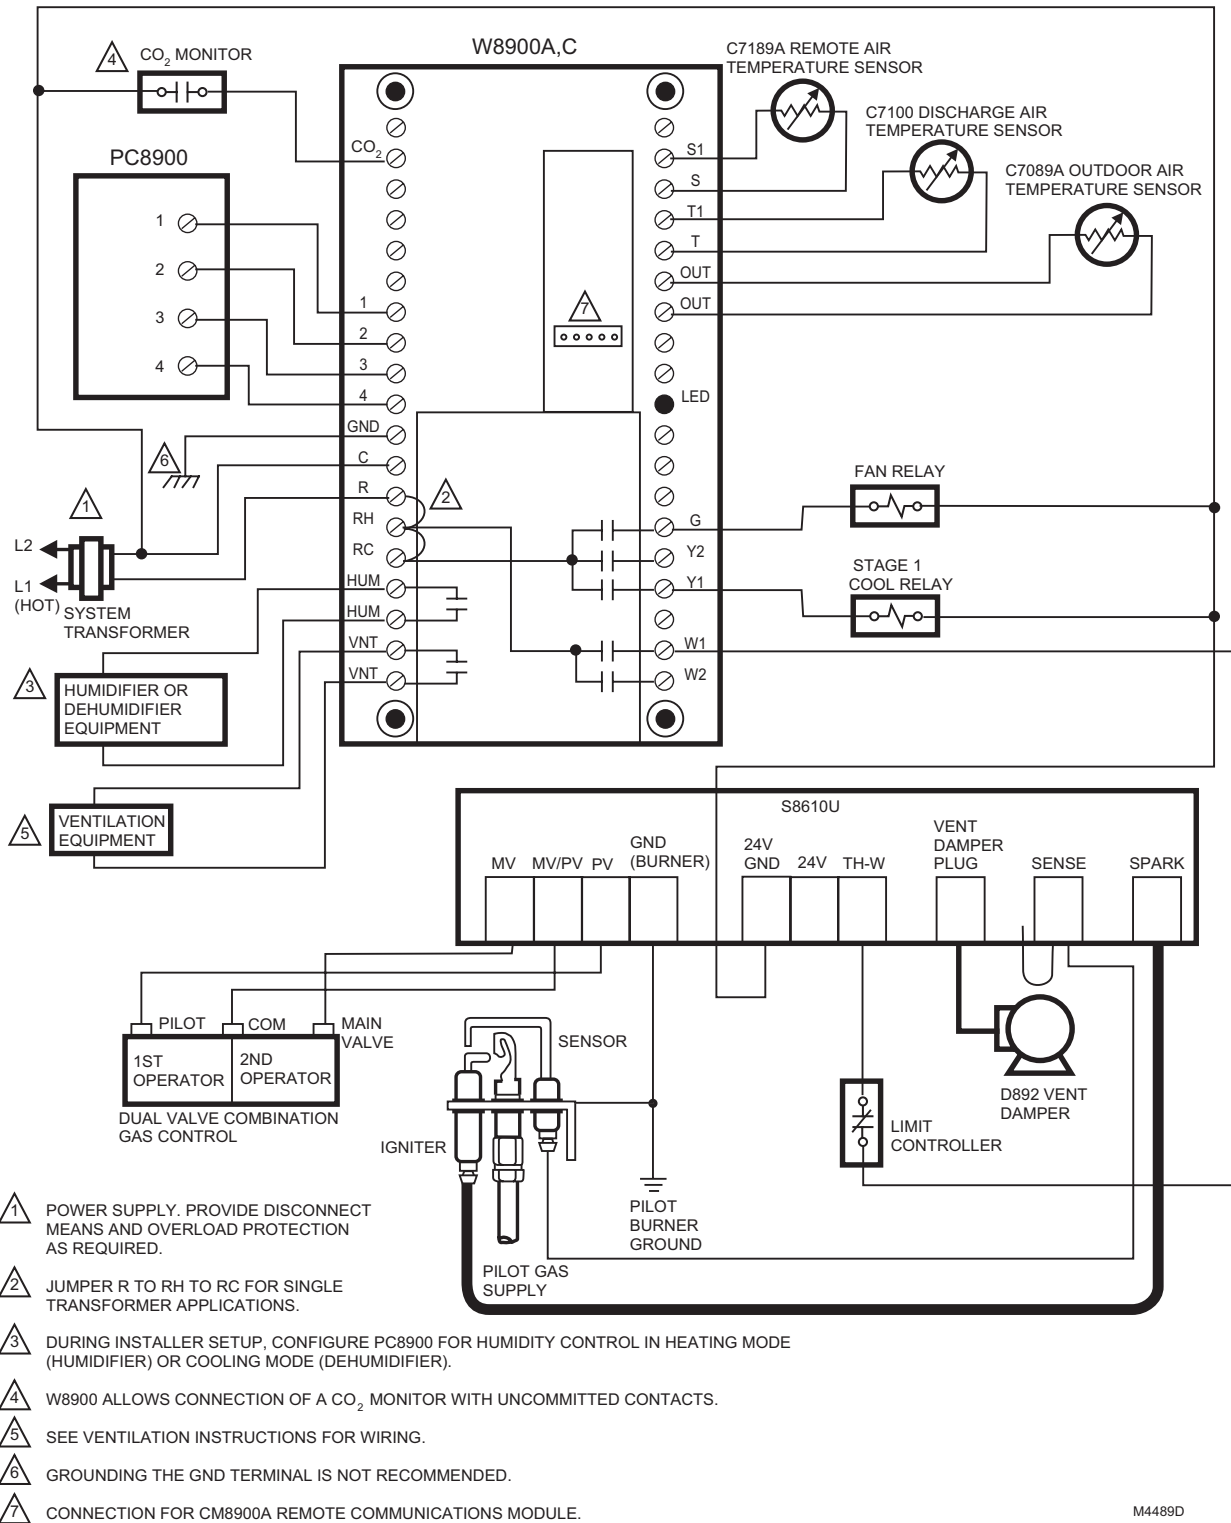 4
CO2 MONITOR
W8900A,C
C7189A REMOTE AIR
TEMPERATURE SENSOR
C7100 DISCHARGE AIR
TEMPERATURE SENSOR
C7089A OUTDOOR AIR
TEMPERATURE SENSOR
PC8900
1
2
3
4
CO2
1
2
3
4
GND
C
R
RH
RC
HUM
HUM
VNT
VNT
7
2
S1
S
T1
T
OUT
OUT
LED
G
Y2
Y1
W1
W2
6
1
L2
L1
(HOT)
SYSTEM
TRANSFORMER
FAN RELAY
STAGE 1
COOL RELAY
3
HUMIDIFIER OR
DEHUMIDIFIER
EQUIPMENT
5
VENTILATION
EQUIPMENT
S8610U
MV
MV/PV
PV
GND
(BURNER)
24V
GND
24V
TH-W
VENT
DAMPER
PLUG
SENSE
SPARK
PILOT
COM
MAIN
VALVE
1ST
OPERATOR
2ND
OPERATOR
DUAL VALVE COMBINATION
GAS CONTROL
SENSOR
IGNITER
PILOT GAS
SUPPLY
PILOT
BURNER
GROUND
LIMIT
CONTROLLER
D892 VENT
DAMPER
1 POWER SUPPLY. PROVIDE DISCONNECT
MEANS AND OVERLOAD PROTECTION
AS REQUIRED.
2 JUMPER R TO RH TO RC FOR SINGLE
TRANSFORMER APPLICATIONS.
3 DURING INSTALLER SETUP, CONFIGURE PC8900 FOR HUMIDITY CONTROL IN HEATING MODE
(HUMIDIFIER) OR COOLING MODE (DEHUMIDIFIER).
4 W8900 ALLOWS CONNECTION OF A CO2 MONITOR WITH UNCOMMITTED CONTACTS.
5 SEE VENTILATION INSTRUCTIONS FOR WIRING.
6 GROUNDING THE GND TERMINAL IS NOT RECOMMENDED.
7 CONNECTION FOR CM8900A REMOTE COMMUNICATIONS MODULE.
M4489D